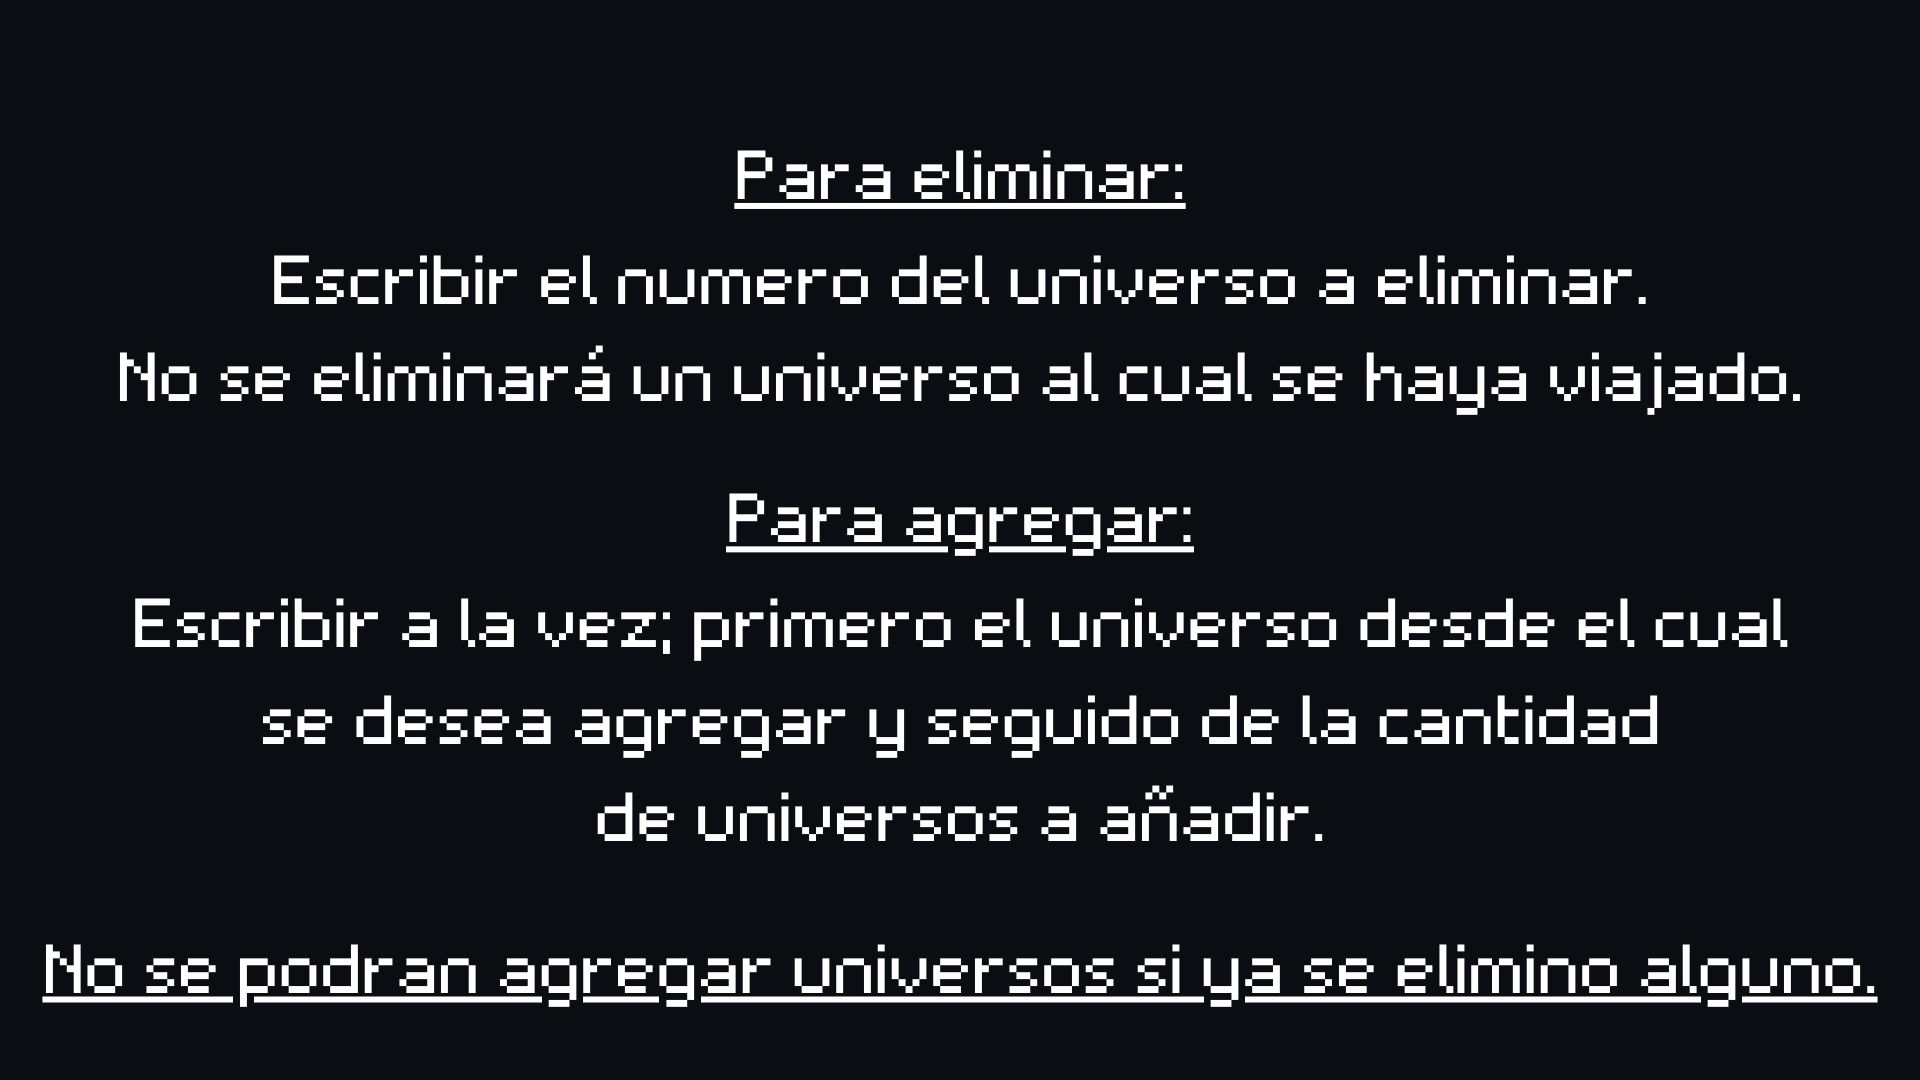 Para eliminar:
Escribir el numero del universo a eliminar.
No se eliminará un universo al cual se haya viajado.
Para agregar:
Escribir a la vez; primero el universo desde el cual
se desea agregar y seguido de la cantidad
de universos a añadir.
No se podran agregar universos si ya se elimino alguno.